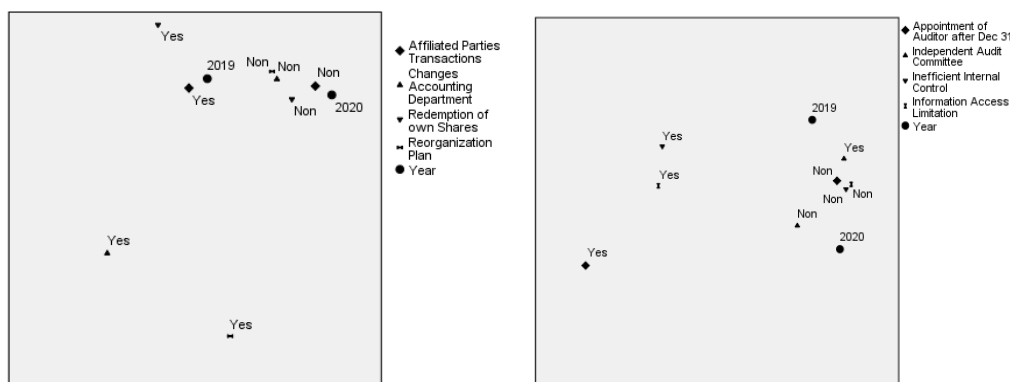 Yes
2019
Non
Non
Non
Yes
Non
2020
Yes
Yes
Affiliated Parties
Transactions
Changes
Accounting
Department
Redemption of
own Shares
Reorganization
Plan
Year
2019
Yes
Yes
Yes
Non
Non
Non
Non
2020
Yes
Appointment of
Auditor after Dec 31
Independent Audit
Committee
Inefficient Internal
Control
Information Access
Limitation
Year